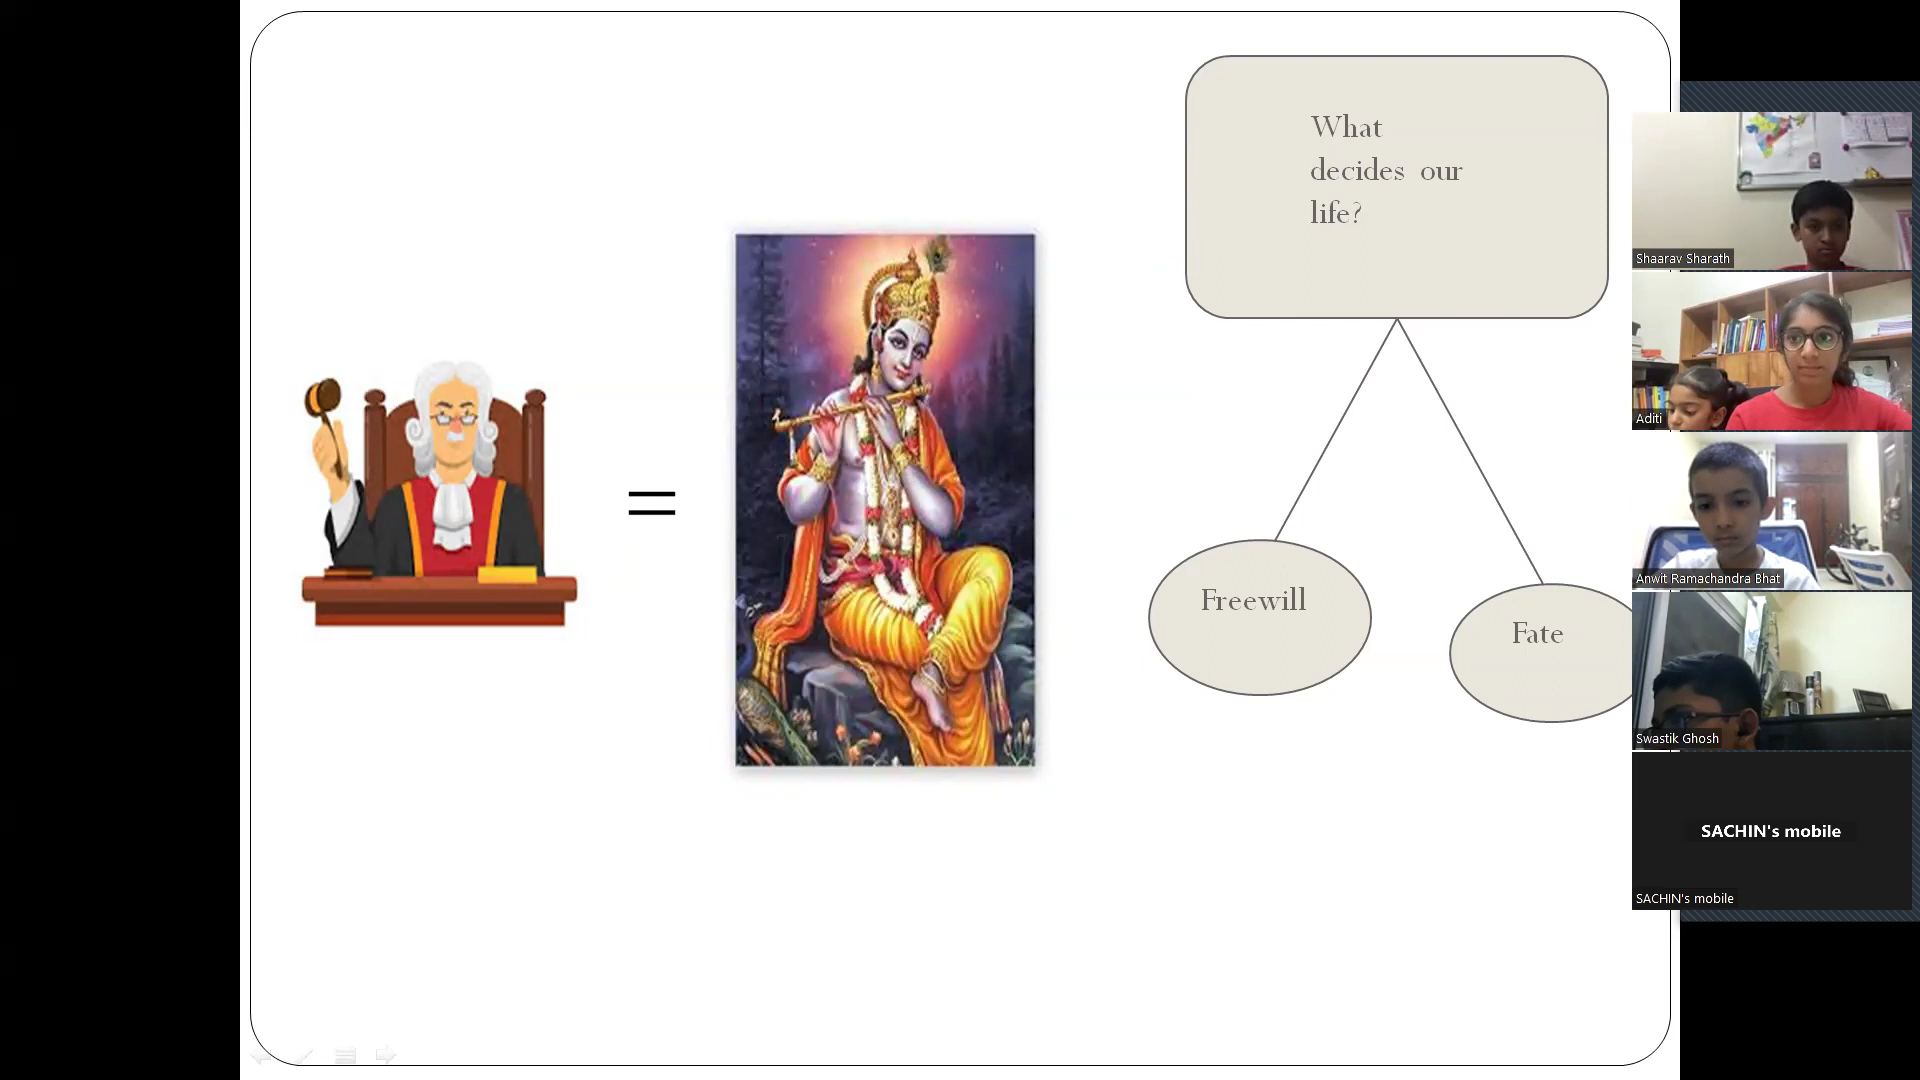 What
decides our
life?
Freewill
Fate
Shaarav Sharath
Aditi
Anwit Ramachandra Bhat
Swastik Ghosh
SACHIN's mobile
SACHIN's mobile